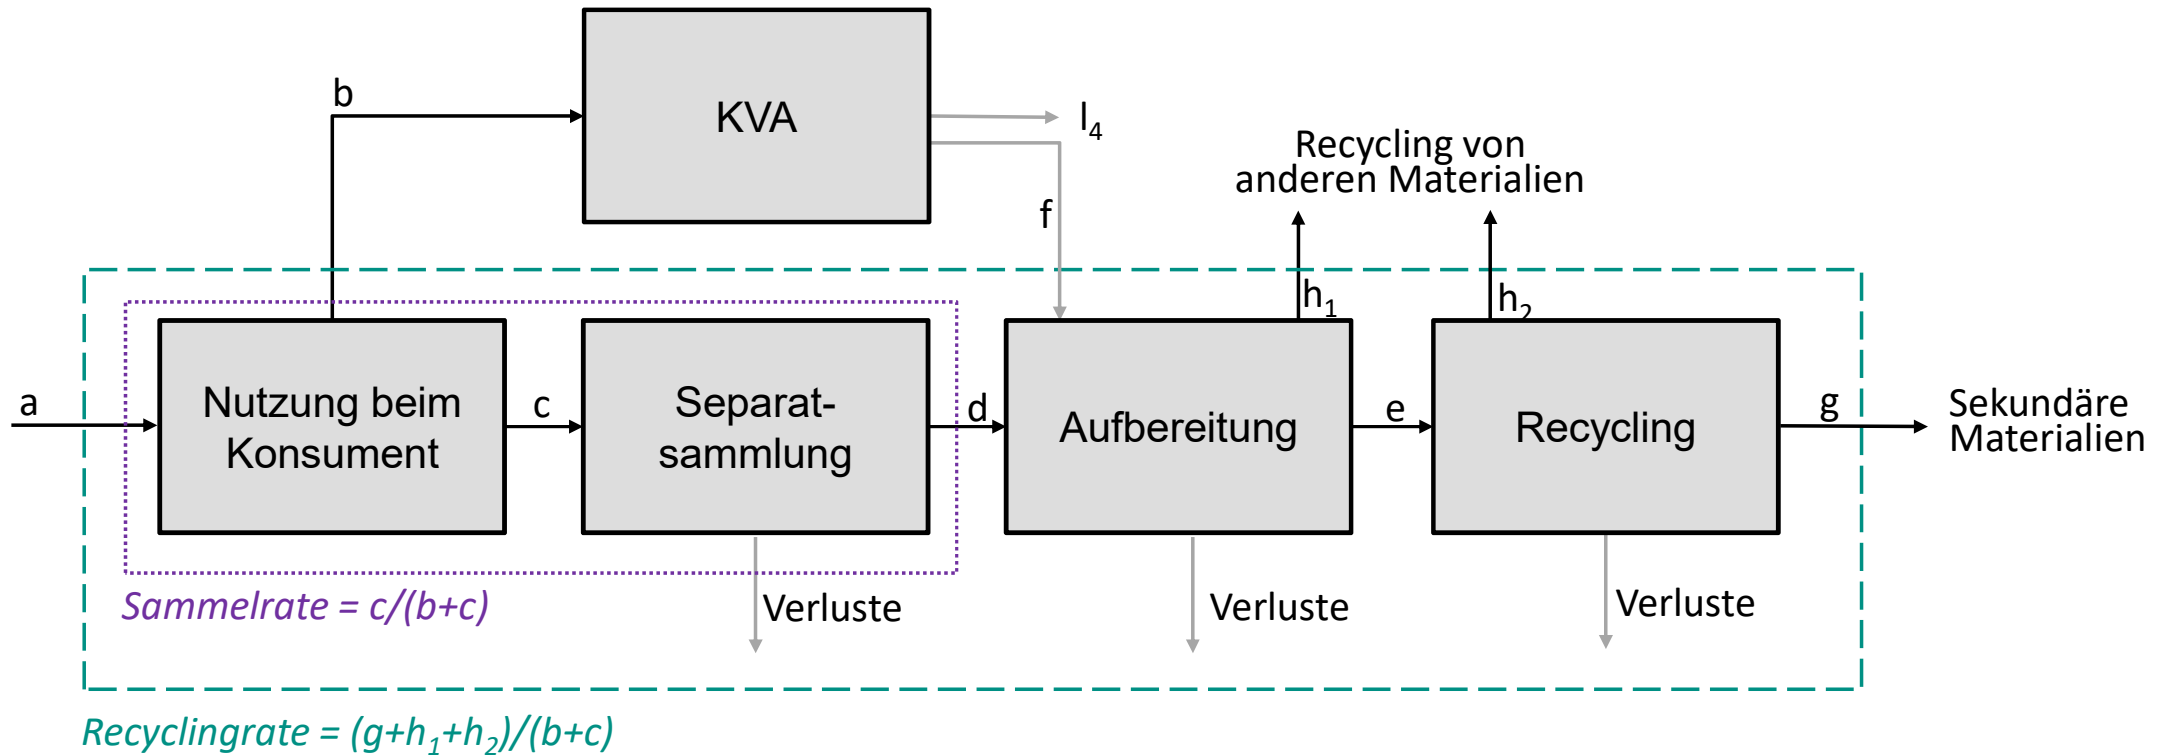 b
KVA
l4
Recycling von
anderen Materialien
f
h1
h2
a
Nutzung beim
Konsument
c
Separat-
sammlung
d
Aufbereitung
e
Recycling
g
Sekundäre
Materialien
Sammelrate = c/(b+c)
Verluste
Verluste
Verluste
Recyclingrate = (g+h1+h2)/(b+c)